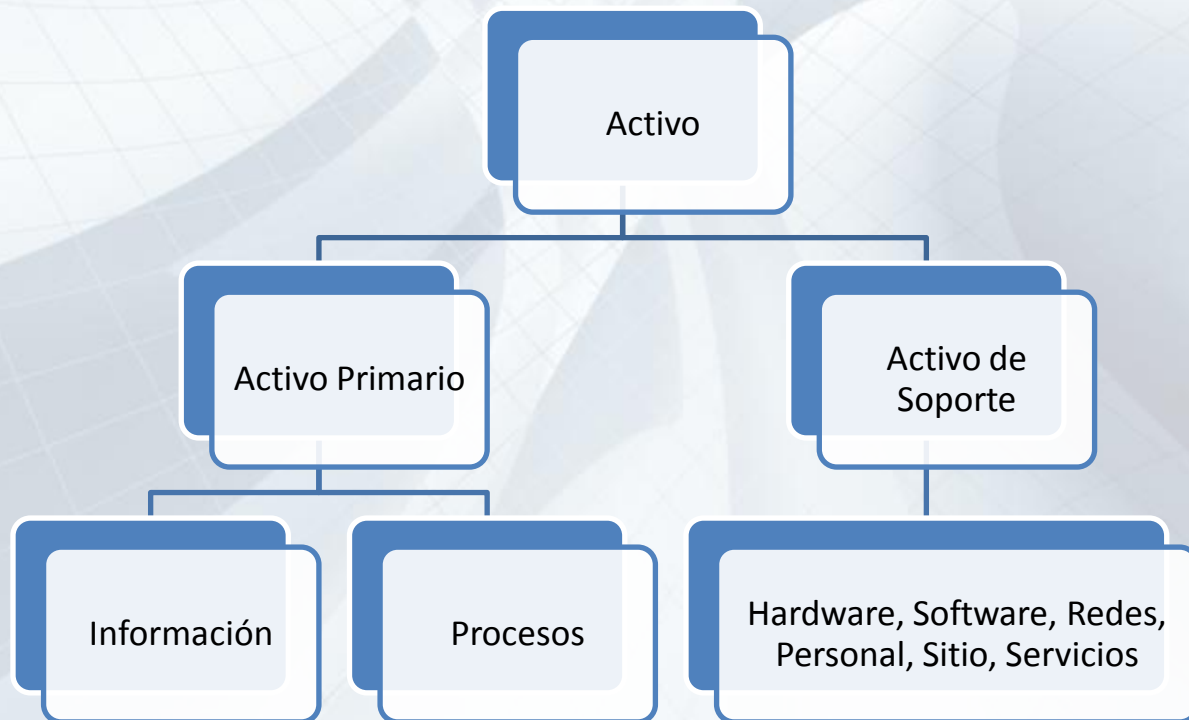 Activo
Activo Primario
Activo de
Soporte
Información
Procesos
Hardware, Software, Redes,
Personal, Sitio, Servicios